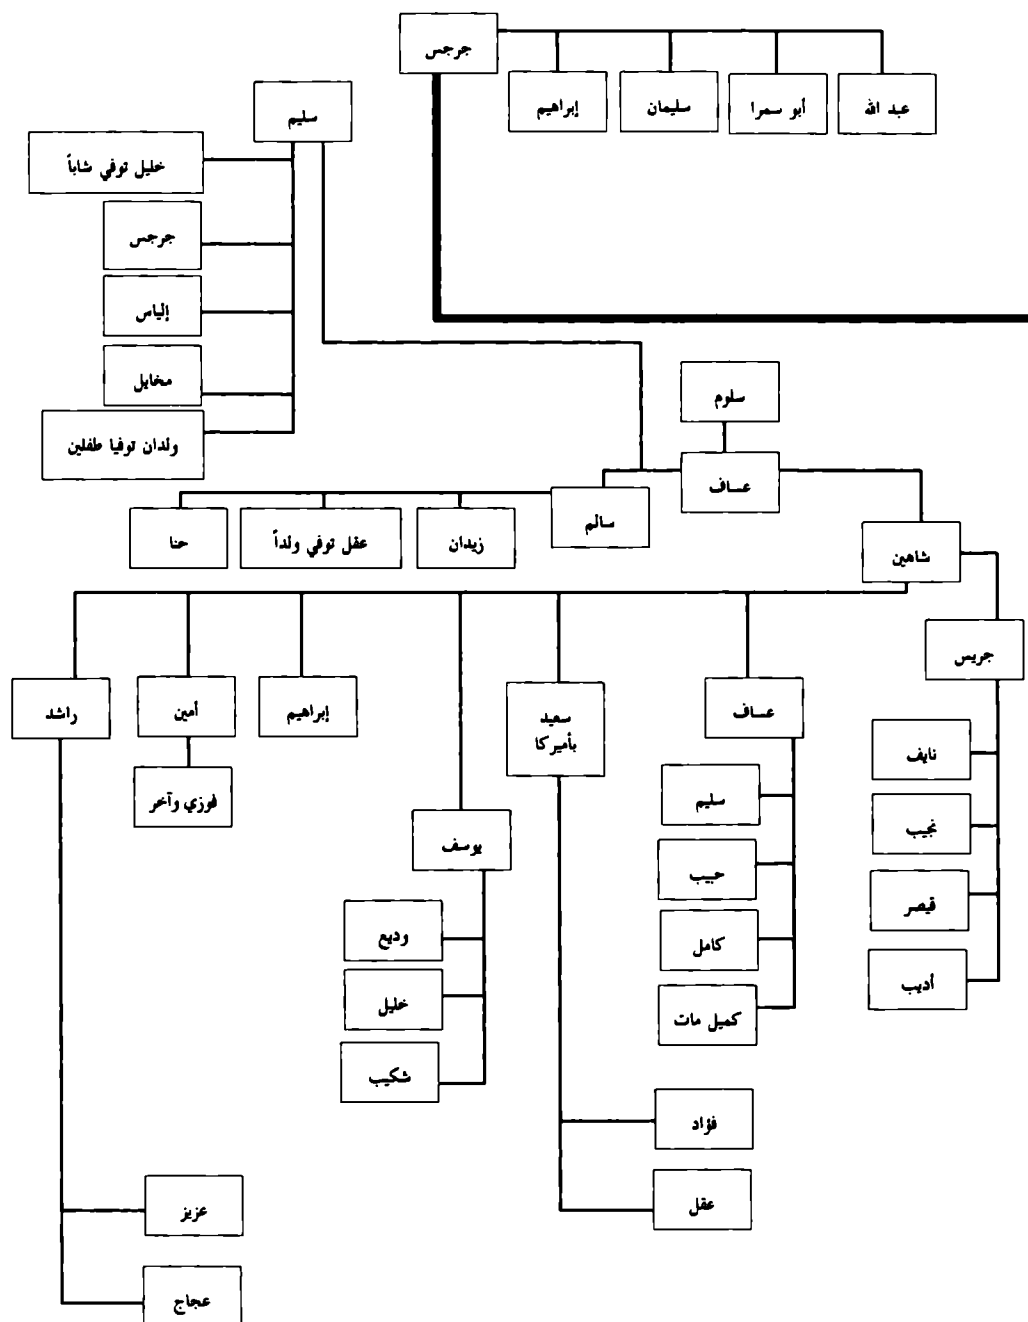 جرجس
عبد الله
أبو سمرا
سليمان
إبراهيم
سليم
خليل توفي شاباً
جرجس
إلياس
مخايل
ولدان توفيا طفلين
سلوم
عساف
سالم
زيدان
عقل توفي ولداً
حنا
شاهين
جريس
نايف
نجيب
قيصر
أديب
عساف
سليم
حبيب
كامل
كميل مات
سعيد
بأميركا
فؤاد
عقل
يوسف
وديع
خليل
شكيب
إبراهيم
أمين
فوزي وآخر
راشد
عزيز
عجاج